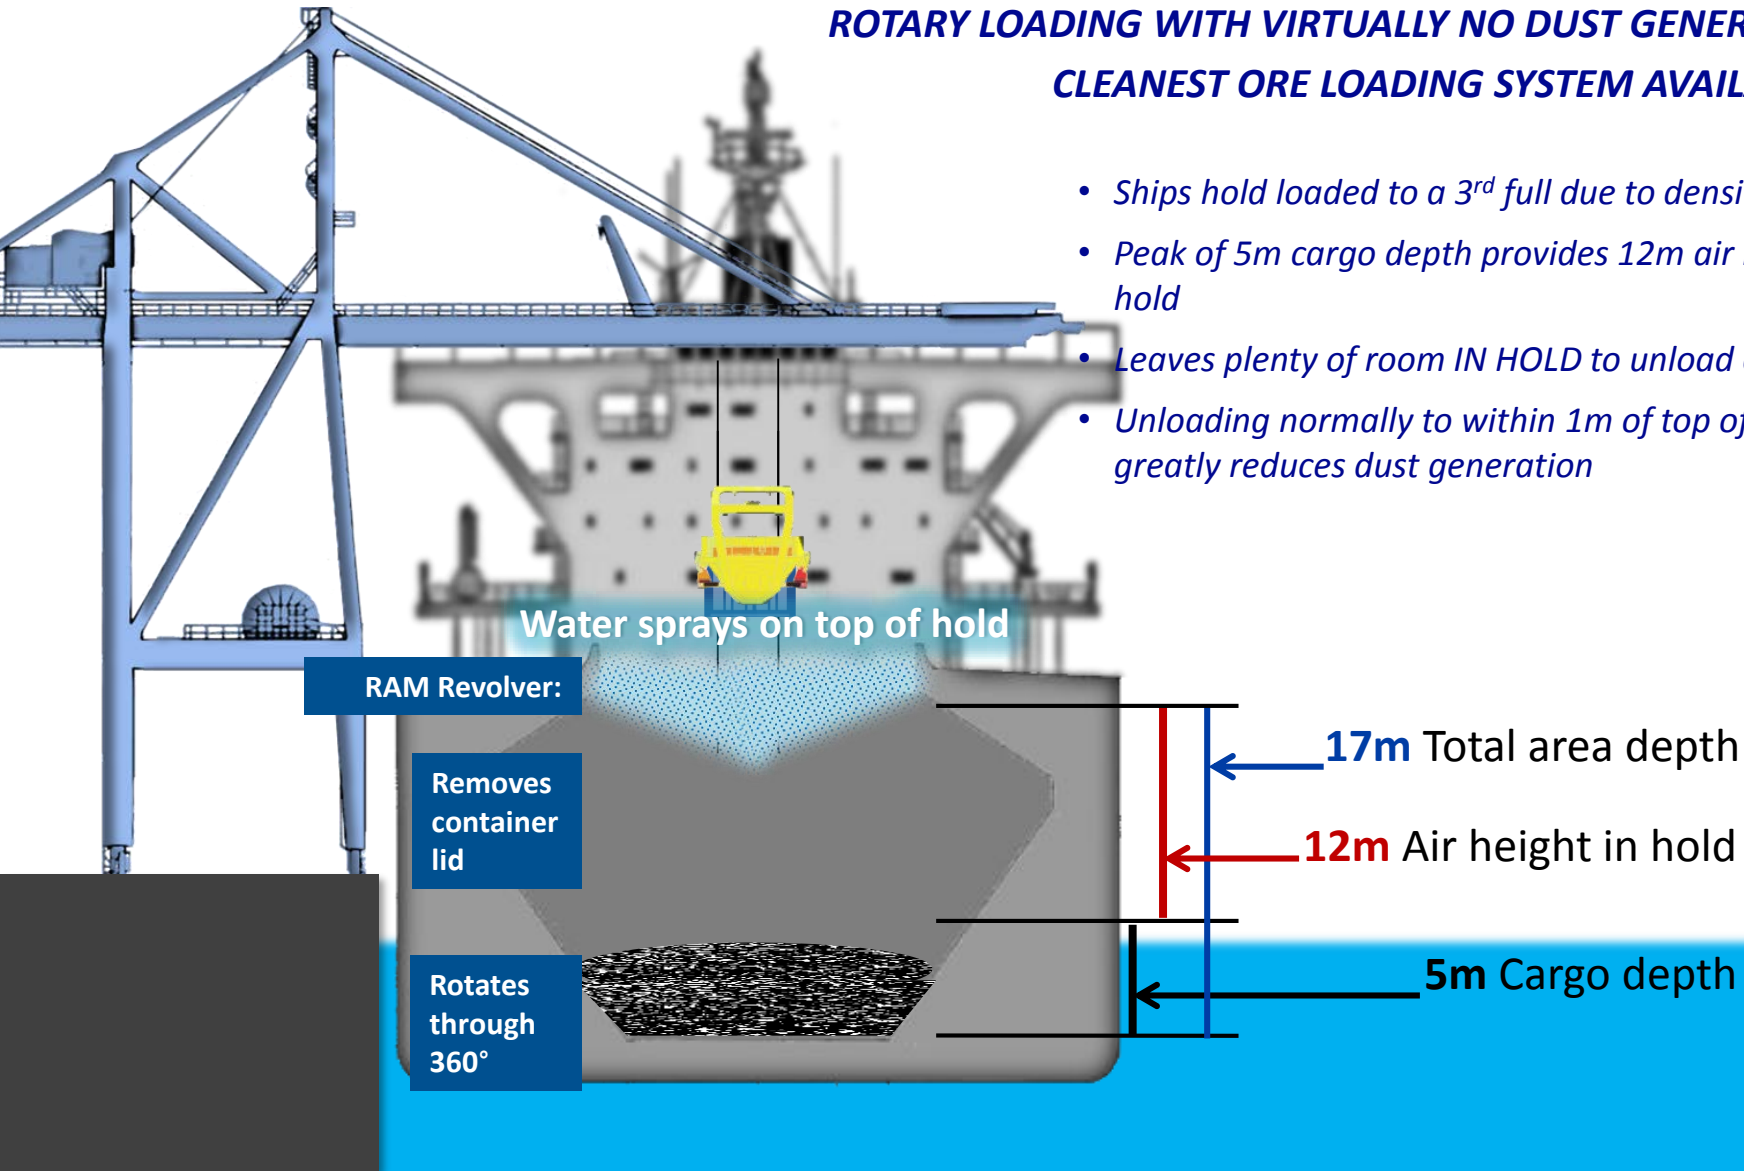 ROTARY LOADING WITH VIRTUALLY NO DUST
CLEANEST ORE LOADING SYSTEM
• Ships hold loaded to a 3rd full due to
• Peak of 5m cargo depth provides 12m air
hold
• Leaves plenty of room IN HOLD to unload
• Unloading normally to within 1m of top of
greatly reduces dust generation
Water sprays on top of hold
RAM Revolver:
Removes
container
lid
Rotates
through
360°
17m Total area depth
12m Air height in hold
5m Cargo depth